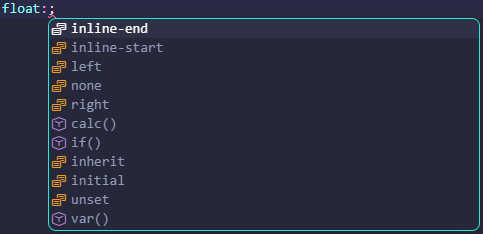 float:;
inline-end
inline-start
left
none
right
calc()
if()
inherit
initial
unset
var()